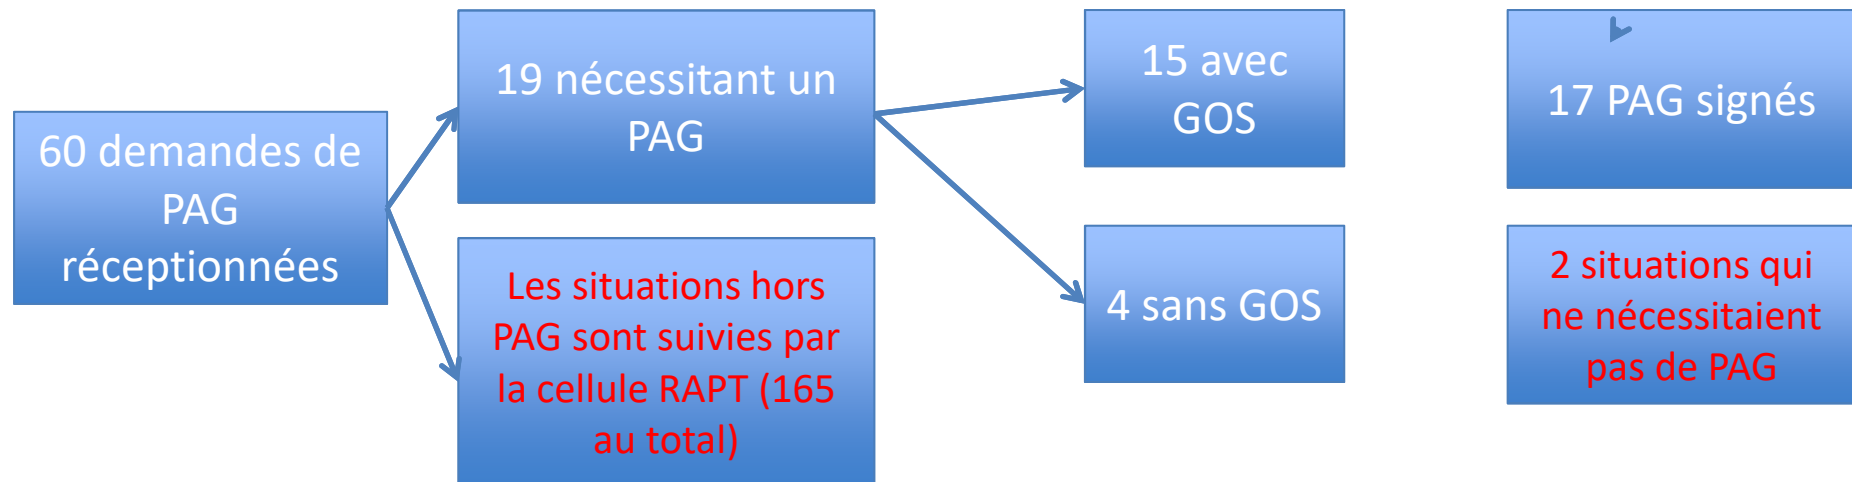 60 demandes de
PAG
réceptionnées
19 nécessitant un
PAG
Les situations hors
PAG sont suivies par
la cellule RAPT (165
au total)
15 avec
GOS
4 sans GOS
17 PAG signés
2 situations qui
ne nécessitaient
pas de PAG